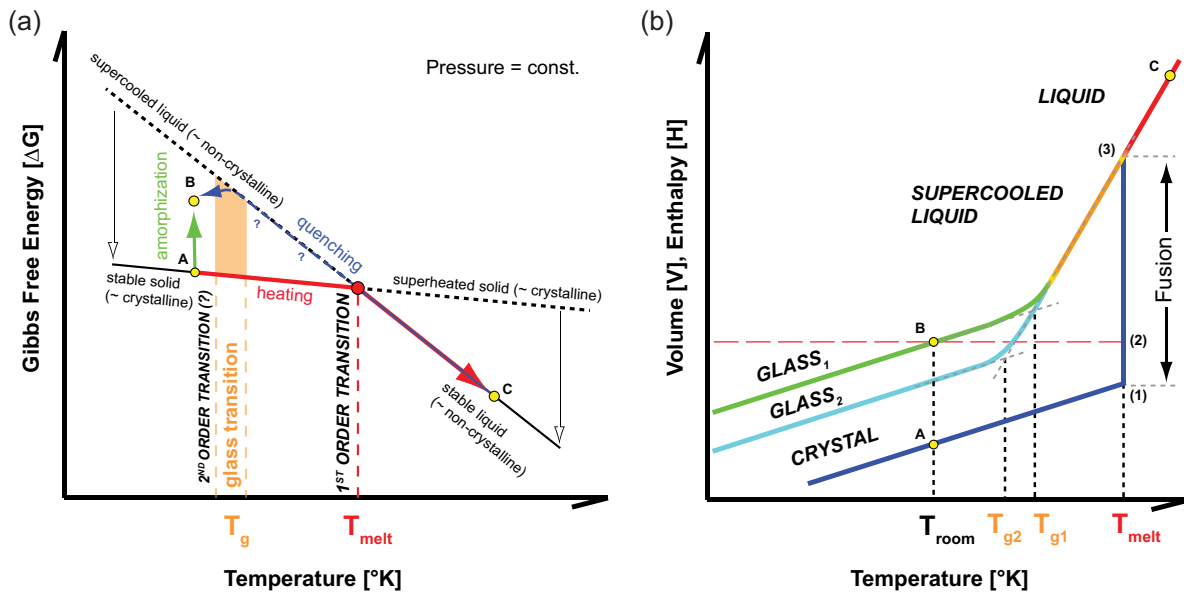 (a)
Pressure = const.
Gibbs Free Energy [ΔG]
supercooled liquid (~ non-crystalline)
amorphization
B
A
quenching
?
?
stable solid
(~ crystalline)
heating
superheated solid (~ crystalline)
2ND ORDER TRANSITION (?)
glass transition
1ST ORDER TRANSITION
C
stable liquid
(~ non-crystalline)
Tg
Tmelt
Temperature [°K]
(b)
Volume [V], Enthalpy [H]
C
LIQUID
(3)
SUPERCOOLED
LIQUID
Fusion
B
(2)
GLASS1
GLASS2
(1)
CRYSTAL
A
Troom
Tg2
Tg1
Tmelt
Temperature [°K]